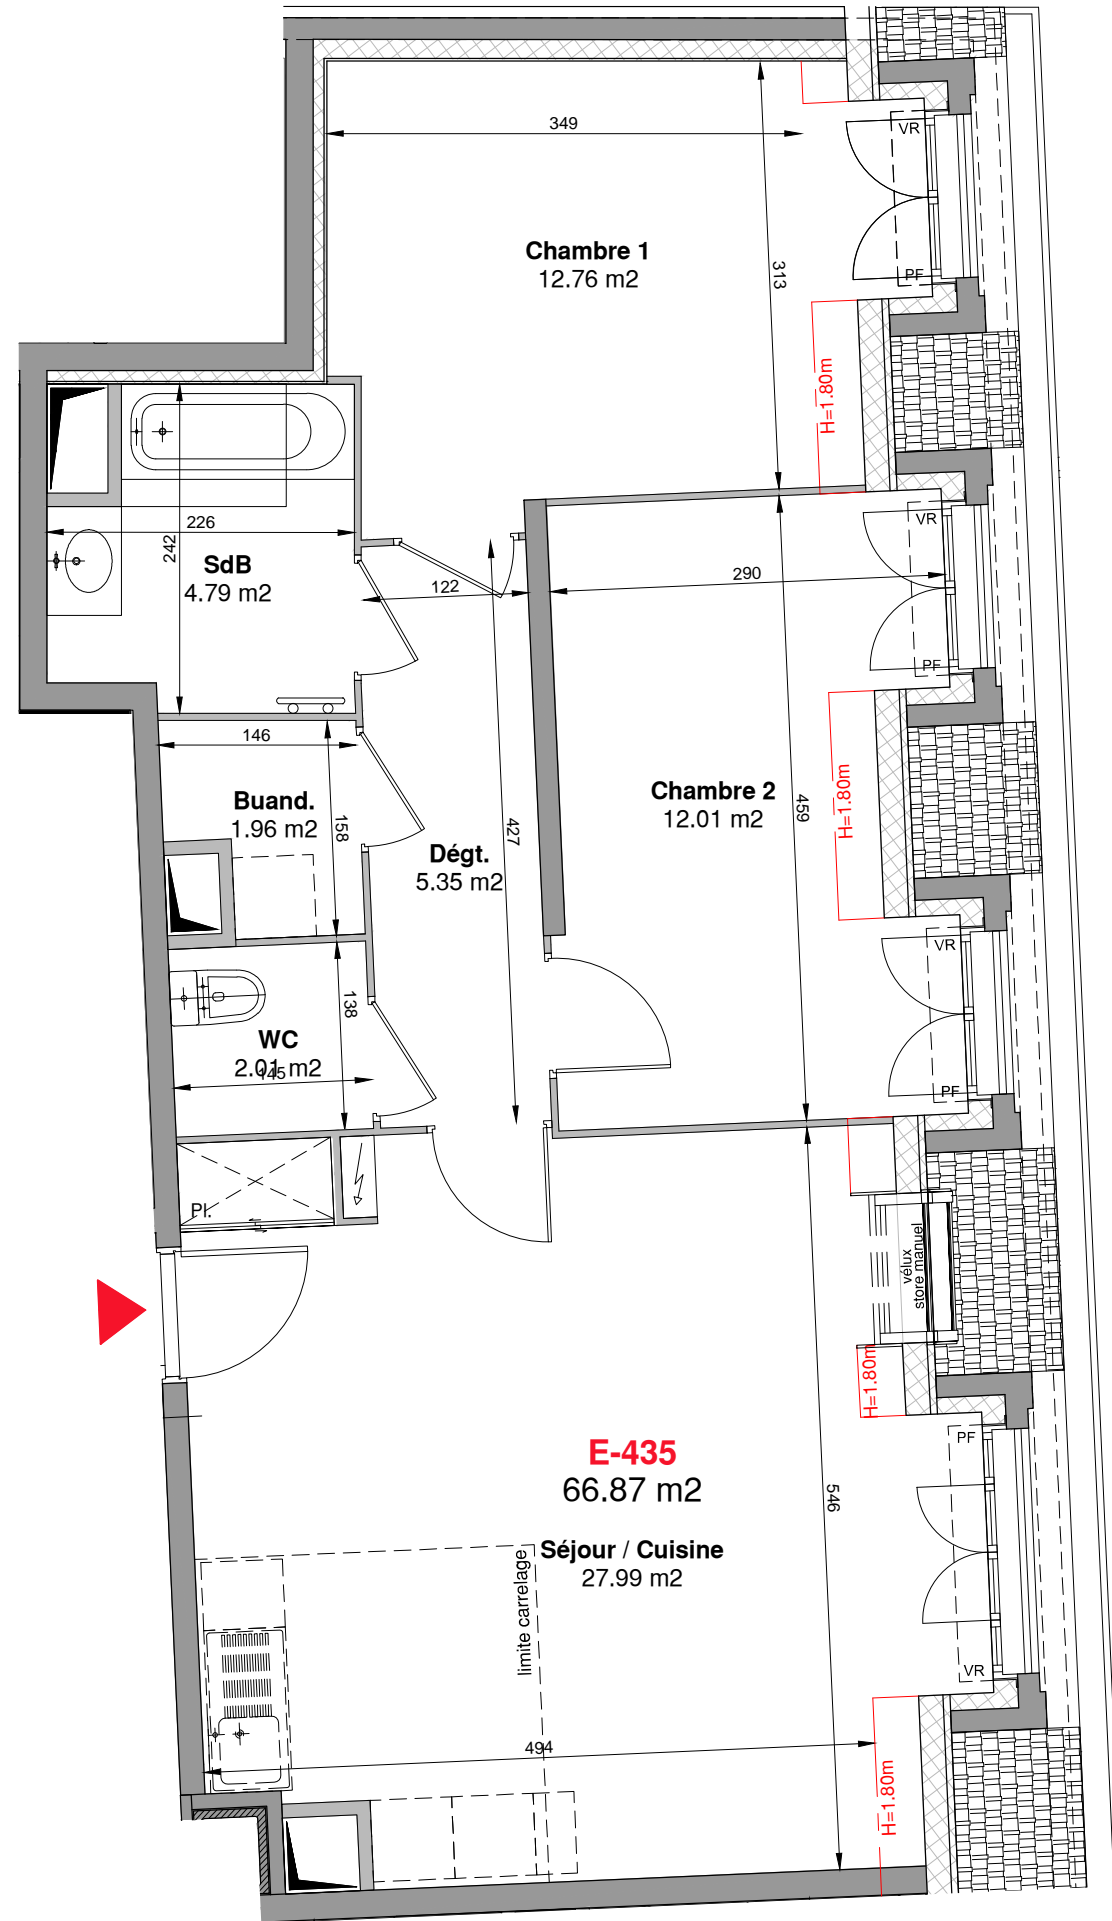 349
VR
Chambre 1
12.76 m2
313
PF
H=1.80m
226
242
SdB
4.79 m2
122
290
VR
PF
146
Buand.
1.96 m2
158
427
Dégt.
5.35 m2
Chambre 2
12.01 m2
459
H=1.80m
VR
PF
138
WC
2.01 m2
145
Pl.
vélux
store manuel
H=1.80m
E-435
66.87 m2
546
PF
Séjour / Cuisine
27.99 m2
limite carrelage
VR
494
H=1.80m